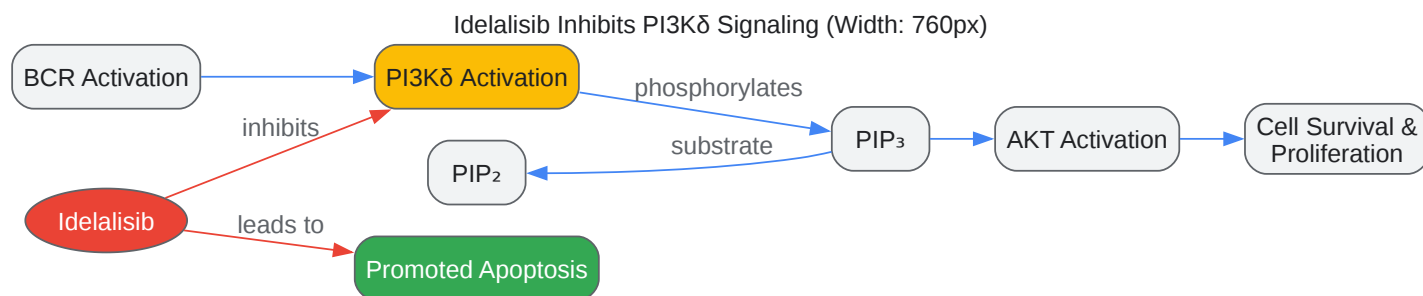 Idelalisib Inhibits PI3Kδ Signaling (Width: 760px)
BCR Activation
PI3Kδ Activation
phosphorylates
inhibits
substrate
PIP₂
PIP₃
AKT Activation
Cell Survival &
Proliferation
Idelalisib
leads to
Promoted Apoptosis